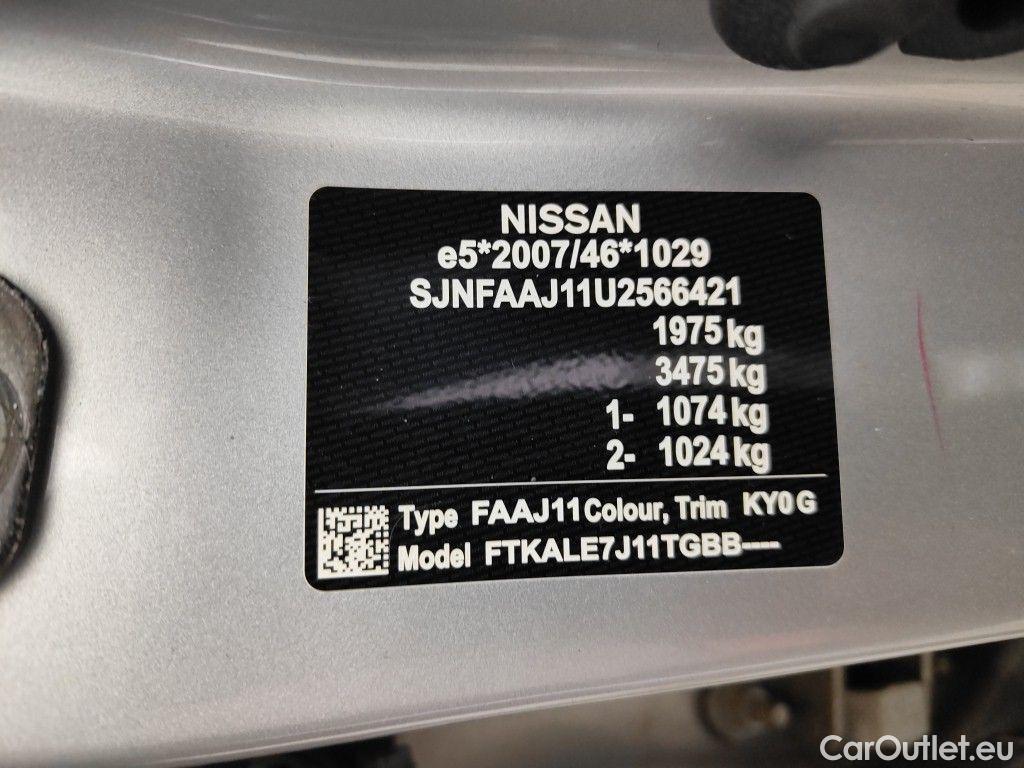 NISSAN
e5*2007/46*1029
SJNFAAJ11U2566421
1975 kg
3475 kg
1- 1074 kg
2- 1024 kg
Type FAAJ11 Colour, Trim KY0 G
Model FTKALE7J11TGBB----
CarOutlet.eu